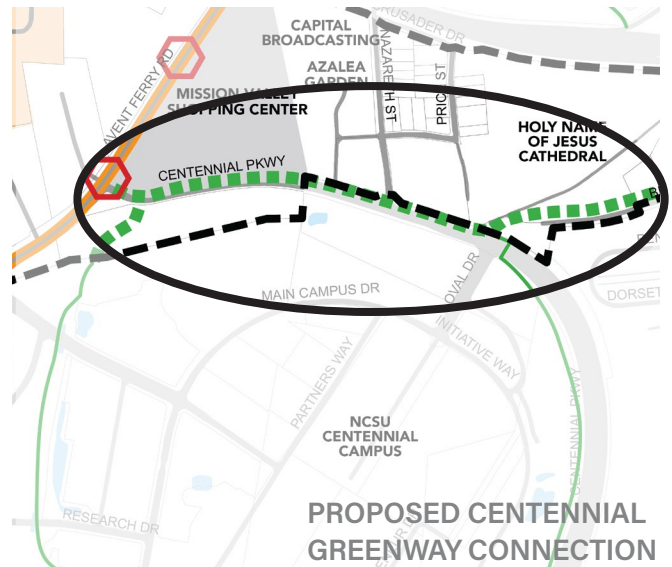 CAPITAL
BROADCASTING
CRUSADER DR
NAZARETH ST
AZALEA
GARDEN
AVENT FERRY RD
PRICE ST
MISSION VALLEY
SHOPPING CENTER
HOLY NAME
OF JESUS
CATHEDRAL
CENTENNIAL PKWY
OVAL DR
MAIN CAMPUS DR
DORSET
INITIATIVE WAY
PARTNERS WAY
CENTENNIAL PKWY
NCSU
CENTENNIAL
CAMPUS
RESEARCH DR
PROPOSED CENTENNIAL
GREENWAY CONNECTION